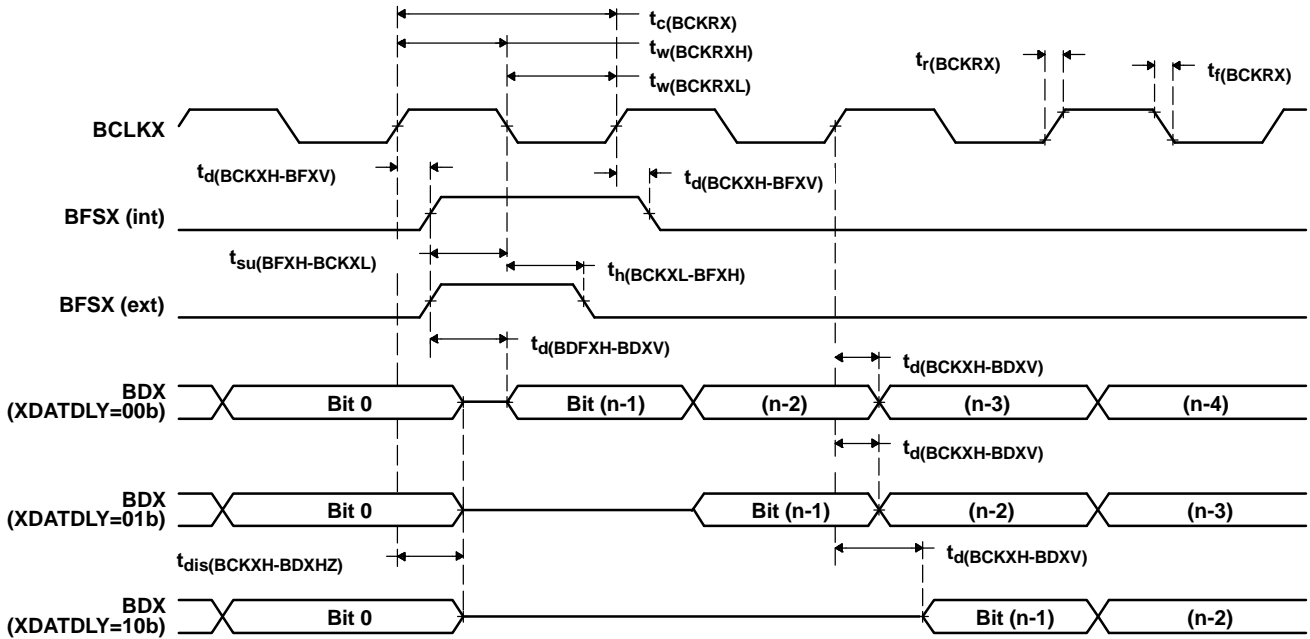 tc(BCKRX)
tw(BCKRXH)
tw(BCKRXL)
tr(BCKRX)
tf(BCKRX)
BCLKX
td(BCKXH-BFXV)
td(BCKXH-BFXV)
BFSX (int)
tsu(BFXH-BCKXL)
th(BCKXL-BFXH)
BFSX (ext)
td(BDFXH-BDXV)
td(BCKXH-BDXV)
BDX
(XDATDLY=00b)
Bit 0
Bit (n-1)
(n-2)
(n-3)
(n-4)
td(BCKXH-BDXV)
BDX
(XDATDLY=01b)
Bit 0
Bit (n-1)
(n-2)
(n-3)
tdis(BCKXH-BDXHZ)
td(BCKXH-BDXV)
BDX
(XDATDLY=10b)
Bit 0
Bit (n-1)
(n-2)